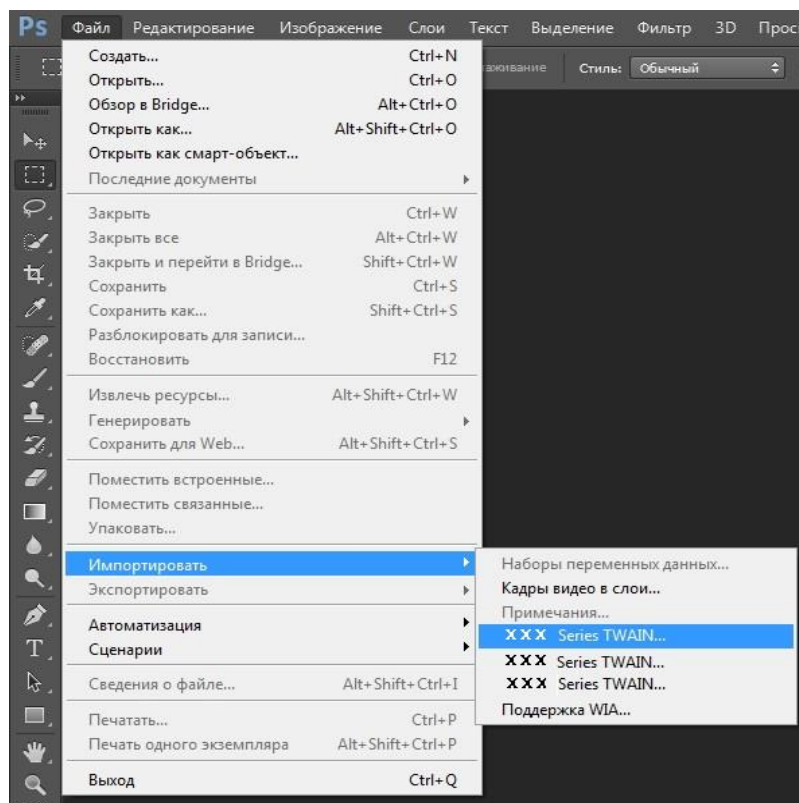 Ps Файл Редактирование Изображение Слои Текст Выделение Фильтр 3D
Стиль: Обычный
Создать... Ctrl+N
Открыть... Ctrl+O
Обзор в Bridge... Alt+Ctrl+O
Открыть как... Alt+Shift+Ctrl+O
Открыть как смарт-объект...
Последние документы
Закрыть Ctrl+W
Закрыть все Alt+Ctrl+W
Закрыть и перейти в Bridge... Shift+Ctrl+W
Сохранить Ctrl+S
Сохранить как... Shift+Ctrl+S
Разблокировать для записи...
Восстановить F12
Извлечь ресурсы... Alt+Shift+Ctrl+W
Генерировать
Сохранить для Web... Alt+Shift+Ctrl+S
Поместить встроенные...
Поместить связанные...
Упаковать...
Импортировать
Экспортировать
Автоматизация
Сценарии
Сведения о файле... Alt+Shift+Ctrl+I
Печатать... Ctrl+P
Печать одного экземпляра Alt+Shift+Ctrl+P
Выход Ctrl+Q
Наборы переменных данных...
Кадры видео в слои...
Примечания...
XXX Series TWAIN...
XXX Series TWAIN...
XXX Series TWAIN...
Поддержка WIA...